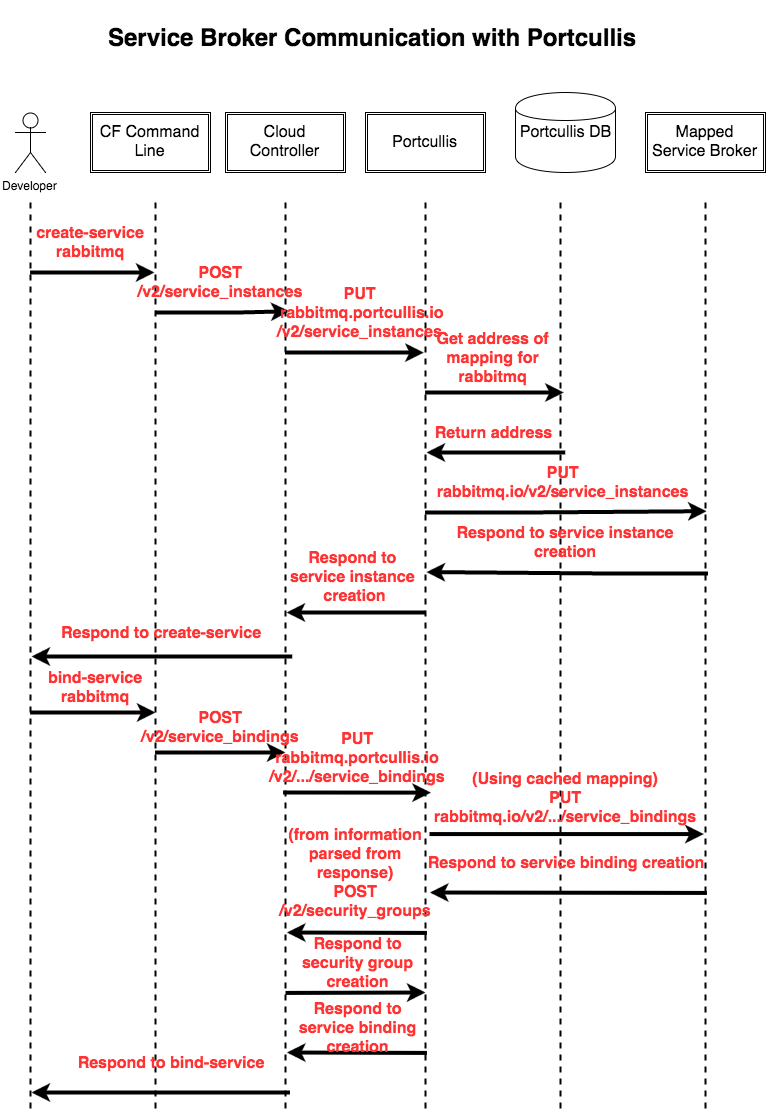 Service Broker Communication with Portcullis
Developer
CF Command
Line
Cloud
Controller
Portcullis
Portcullis DB
Mapped
Service Broker
create-service
rabbitmq
POST
/v2/service_instances
PUT
rabbitmq.portcullis.io
/v2/service_instances
Get address of
mapping for
rabbitmq
Return address
PUT
rabbitmq.io/v2/service_instances
Respond to service instance
creation
Respond to
service instance
creation
Respond to create-service
bind-service
rabbitmq
POST
/v2/service_bindings
PUT
rabbitmq.portcullis.io
/v2/.../service_bindings
(Using cached mapping)
PUT
rabbitmq.io/v2/.../service_bindings
Respond to service binding creation
(from information
parsed from
response)
POST
/v2/security_groups
Respond to
security group
creation
Respond to
service binding
creation
Respond to bind-service